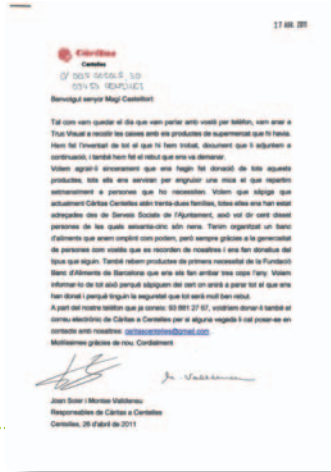 27 ABR. 2011
Càritas
Centelles
08540 CENTELLES
Benvolgut senyor Magí Castelltort:
Tal com vam quedar el dia que vam parlar amb vostè per telèfon, vam anar a
Trus Visual a recollir les caixes amb els productes de supermercat que hi havia.
Hem fet l'inventari de tot el que hi hem trobat, document que li adjuntem a
continuació, i també hem fet el rebut que ens va demanar.
Volem agrair-li sincerament que ens hagin fet donació de tots aquests
productes, tots ells ens serviran per engruixir una mica el que repartim
setmanalment a persones que ho necessiten. Volem que sàpiga que
actualment Càritas Centelles atén trenta-dues famílies, totes elles ens han estat
adreçades des de Serveis Socials de l'Ajuntament, això vol dir cent disset
persones de les quals seixanta-cinc són nens. Tenim organitzat un banc
d'aliments que anem omplint com podem, però sempre gràcies a la generositat
de persones som vostès que es recorden de nosaltres i ens fan donatius del
tipus que siguin. També rebem productes de primera necessitat de la Fundació
Banc d'Aliments de Barcelona que ens els fan arribar tres cops l'any. Volem
informar-lo de tot això perquè sàpiguen del cert on anirà a parar tot el que ens
han donat i perquè tinguin la seguretat que tot serà molt ben rebut.
A part del nostre telèfon que ja coneix: 93 881 27 67, voldríem donar-li també el
correu electrònic de Càritas a Centelles per si alguna vegada li cal posar-se en
contacte amb nosaltres: caritascentelles@gmail.com.
Moltíssimes gràcies de nou. Cordialment
Joan Soler i Montse Valldeneu
Responsables de Càritas a Centelles
Centelles, 26 d'abril de 2011